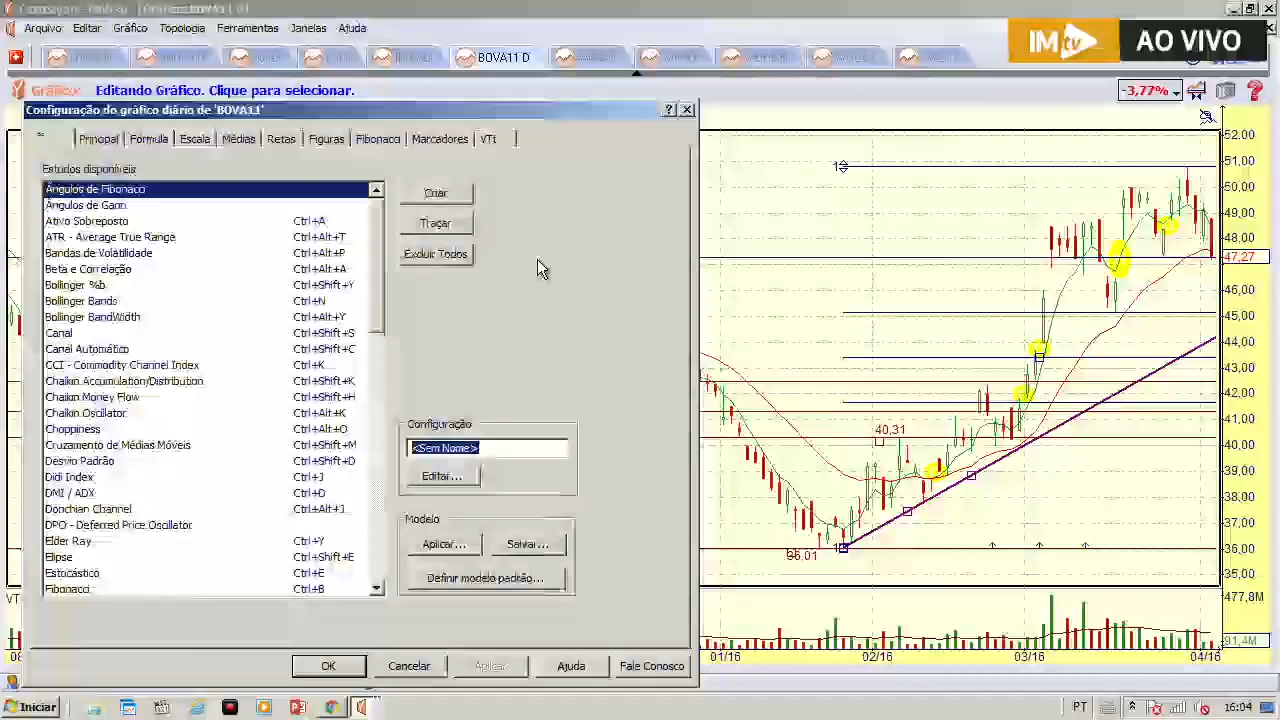 Arquivo Editar Gráfico Topologia Ferramentas Janelas Ajuda
BOVA11 D
IM tv
AO VIVO
Gráfico Editando Gráfico. Clique para selecionar.
-3,77%
Configuração do gráfico diário de 'BOVA11'
Principal Fórmula Escala Médias Retas Figuras Fibonaco Marcadores VTt
Estudos disponíveis
Ângulos de Fibonaco
Ângulos de Gann
Ativo Sobreposto Ctrl+A
ATR - Average True Range Ctrl+Alt+T
Bandas de Volatilidade Ctrl+Alt+P
Beta e Correlação Ctrl+Alt+A
Bollinger %b Ctrl+Shift+Y
Bollinger Bands Ctrl+N
Bollinger BandWidth Ctrl+Alt+Y
Canal Ctrl+Shift+S
Canal Automático Ctrl+Shift+C
CCI - Commodity Channel Index Ctrl+K
Chaikin Accumulation/Distribution Ctrl+Shift+K
Chaikin Money Flow Ctrl+Shift+H
Chaikin Oscillator Ctrl+Alt+K
Choppiness Ctrl+Alt+O
Cruzamento de Médias Móveis Ctrl+Shift+M
Desvio Padrão Ctrl+Shift+D
Didi Index Ctrl+J
DMI / ADX Ctrl+D
Donchian Channel Ctrl+Alt+J
DPO - Deferred Price Oscillator
Elder Ray Ctrl+Y
Elipse Ctrl+Shift+E
Estocástico Ctrl+E
Fibonacci Ctrl+B
Criar
Traçar
Excluir Todos
Configuração
<Sem Nome>
Editar...
Modelo
Aplicar... Salvar...
Definir modelo padrão...
OK Cancelar Aplicar Ajuda Fale Conosco
52,00
51,00
50,00
49,00
48,00
47,27
46,00
45,00
44,00
43,00
42,00
41,00
40,00
39,00
38,00
37,00
36,00
35,00
40,31
36,01
477,8M
91,4M
01/16 02/16 03/16 04/16
Iniciar
PT
16:04